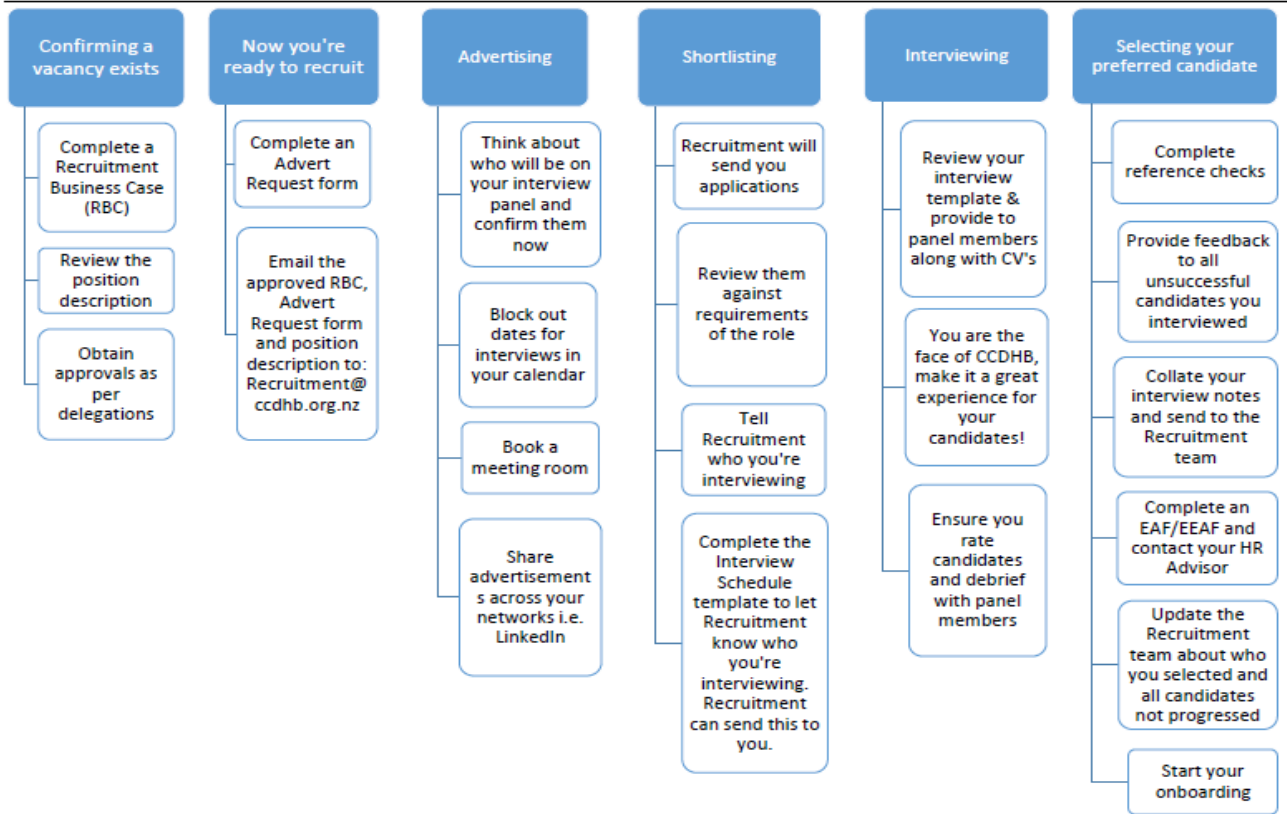 Confirming a
vacancy exists
Complete a
Recruitment
Business Case
(RBC)
Review the
position
description
Obtain
approvals as
per
delegations
Now you're
ready to recruit
Complete an
Advert
Request form
Email the
approved RBC,
Advert
Request form
and position
description to:
Recruitment@
ccdhb.org.nz
Advertising
Think about
who will be on
your interview
panel and
confirm them
now
Block out
dates for
interviews in
your calendar
Book a
meeting room
Share
advertisement
s across your
networks i.e.
LinkedIn
Shortlisting
Recruitment will
send you
applications
Review them
against
requirements
of the role
Tell
Recruitment
who you're
interviewing
Complete the
Interview
Schedule
template to let
Recruitment
know who
you're
interviewing.
Recruitment
can send this to
you.
Interviewing
Review your
interview
template &
provide to
panel members
along with CV's
You are the
face of CCDHB,
make it a great
experience for
your
candidates!
Ensure you
rate
candidates
and debrief
with panel
members
Selecting your
preferred candidate
Complete
reference checks
Provide feedback
to all
unsuccessful
candidates you
interviewed
Collate your
interview notes
and send to the
Recruitment
team
Complete an
EAF/EEAF and
contact your HR
Advisor
Update the
Recruitment
team about who
you selected and
all candidates
not progressed
Start your
onboarding